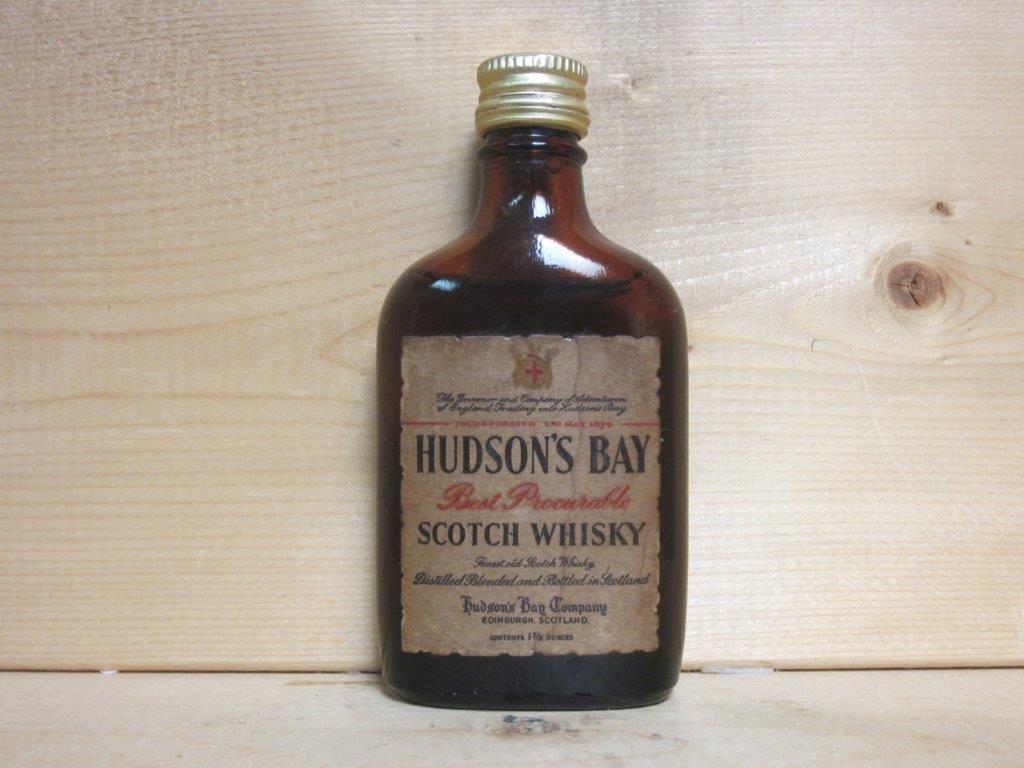 The Governor and Company of Adventurers
of England Trading into Hudson's Bay
INCORPORATED 2ND MAY 1670
HUDSON'S BAY
Best Procurable
SCOTCH WHISKY
Finest old Scotch Whisky
Distilled Blended and Bottled in Scotland
Hudson's Bay Company
EDINBURGH, SCOTLAND.
CONTENTS 1⅗ OUNCES